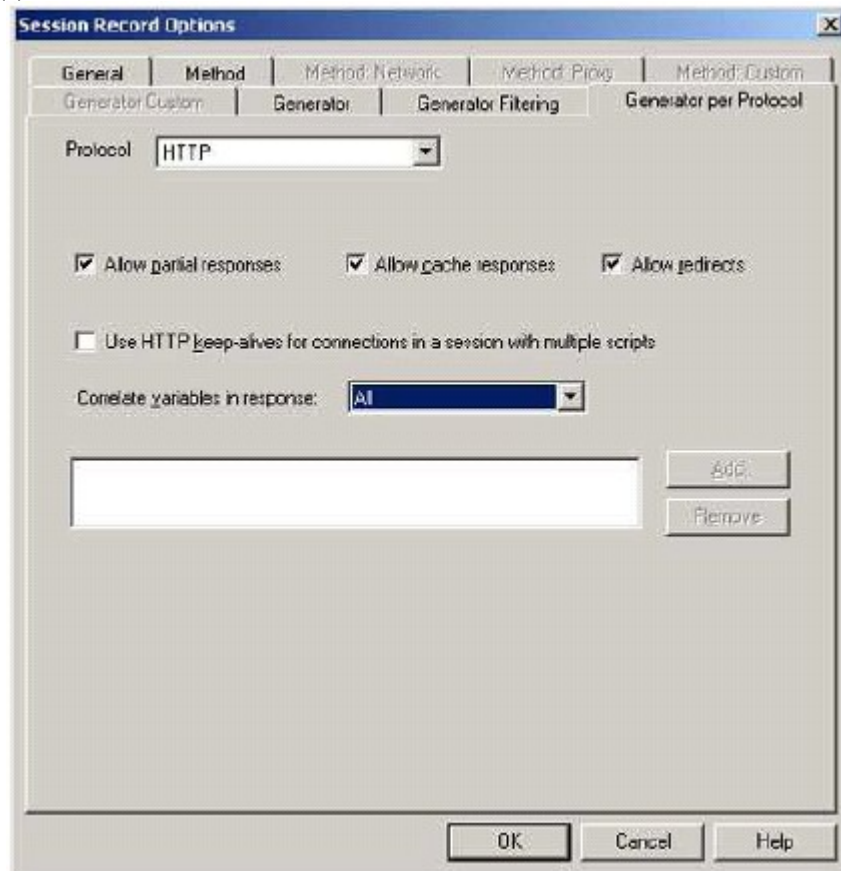 Session Record Options
General Method Method: Network Method: Proxy Method: Custom
Generator Custom Generator Generator Filtering Generator per Protocol
Protocol HTTP
Allow partial responses Allow cache responses Allow redirects
Use HTTP keep-alives for connections in a session with multiple scripts
Correlate variables in response: All
Add...
Remove
OK Cancel Help